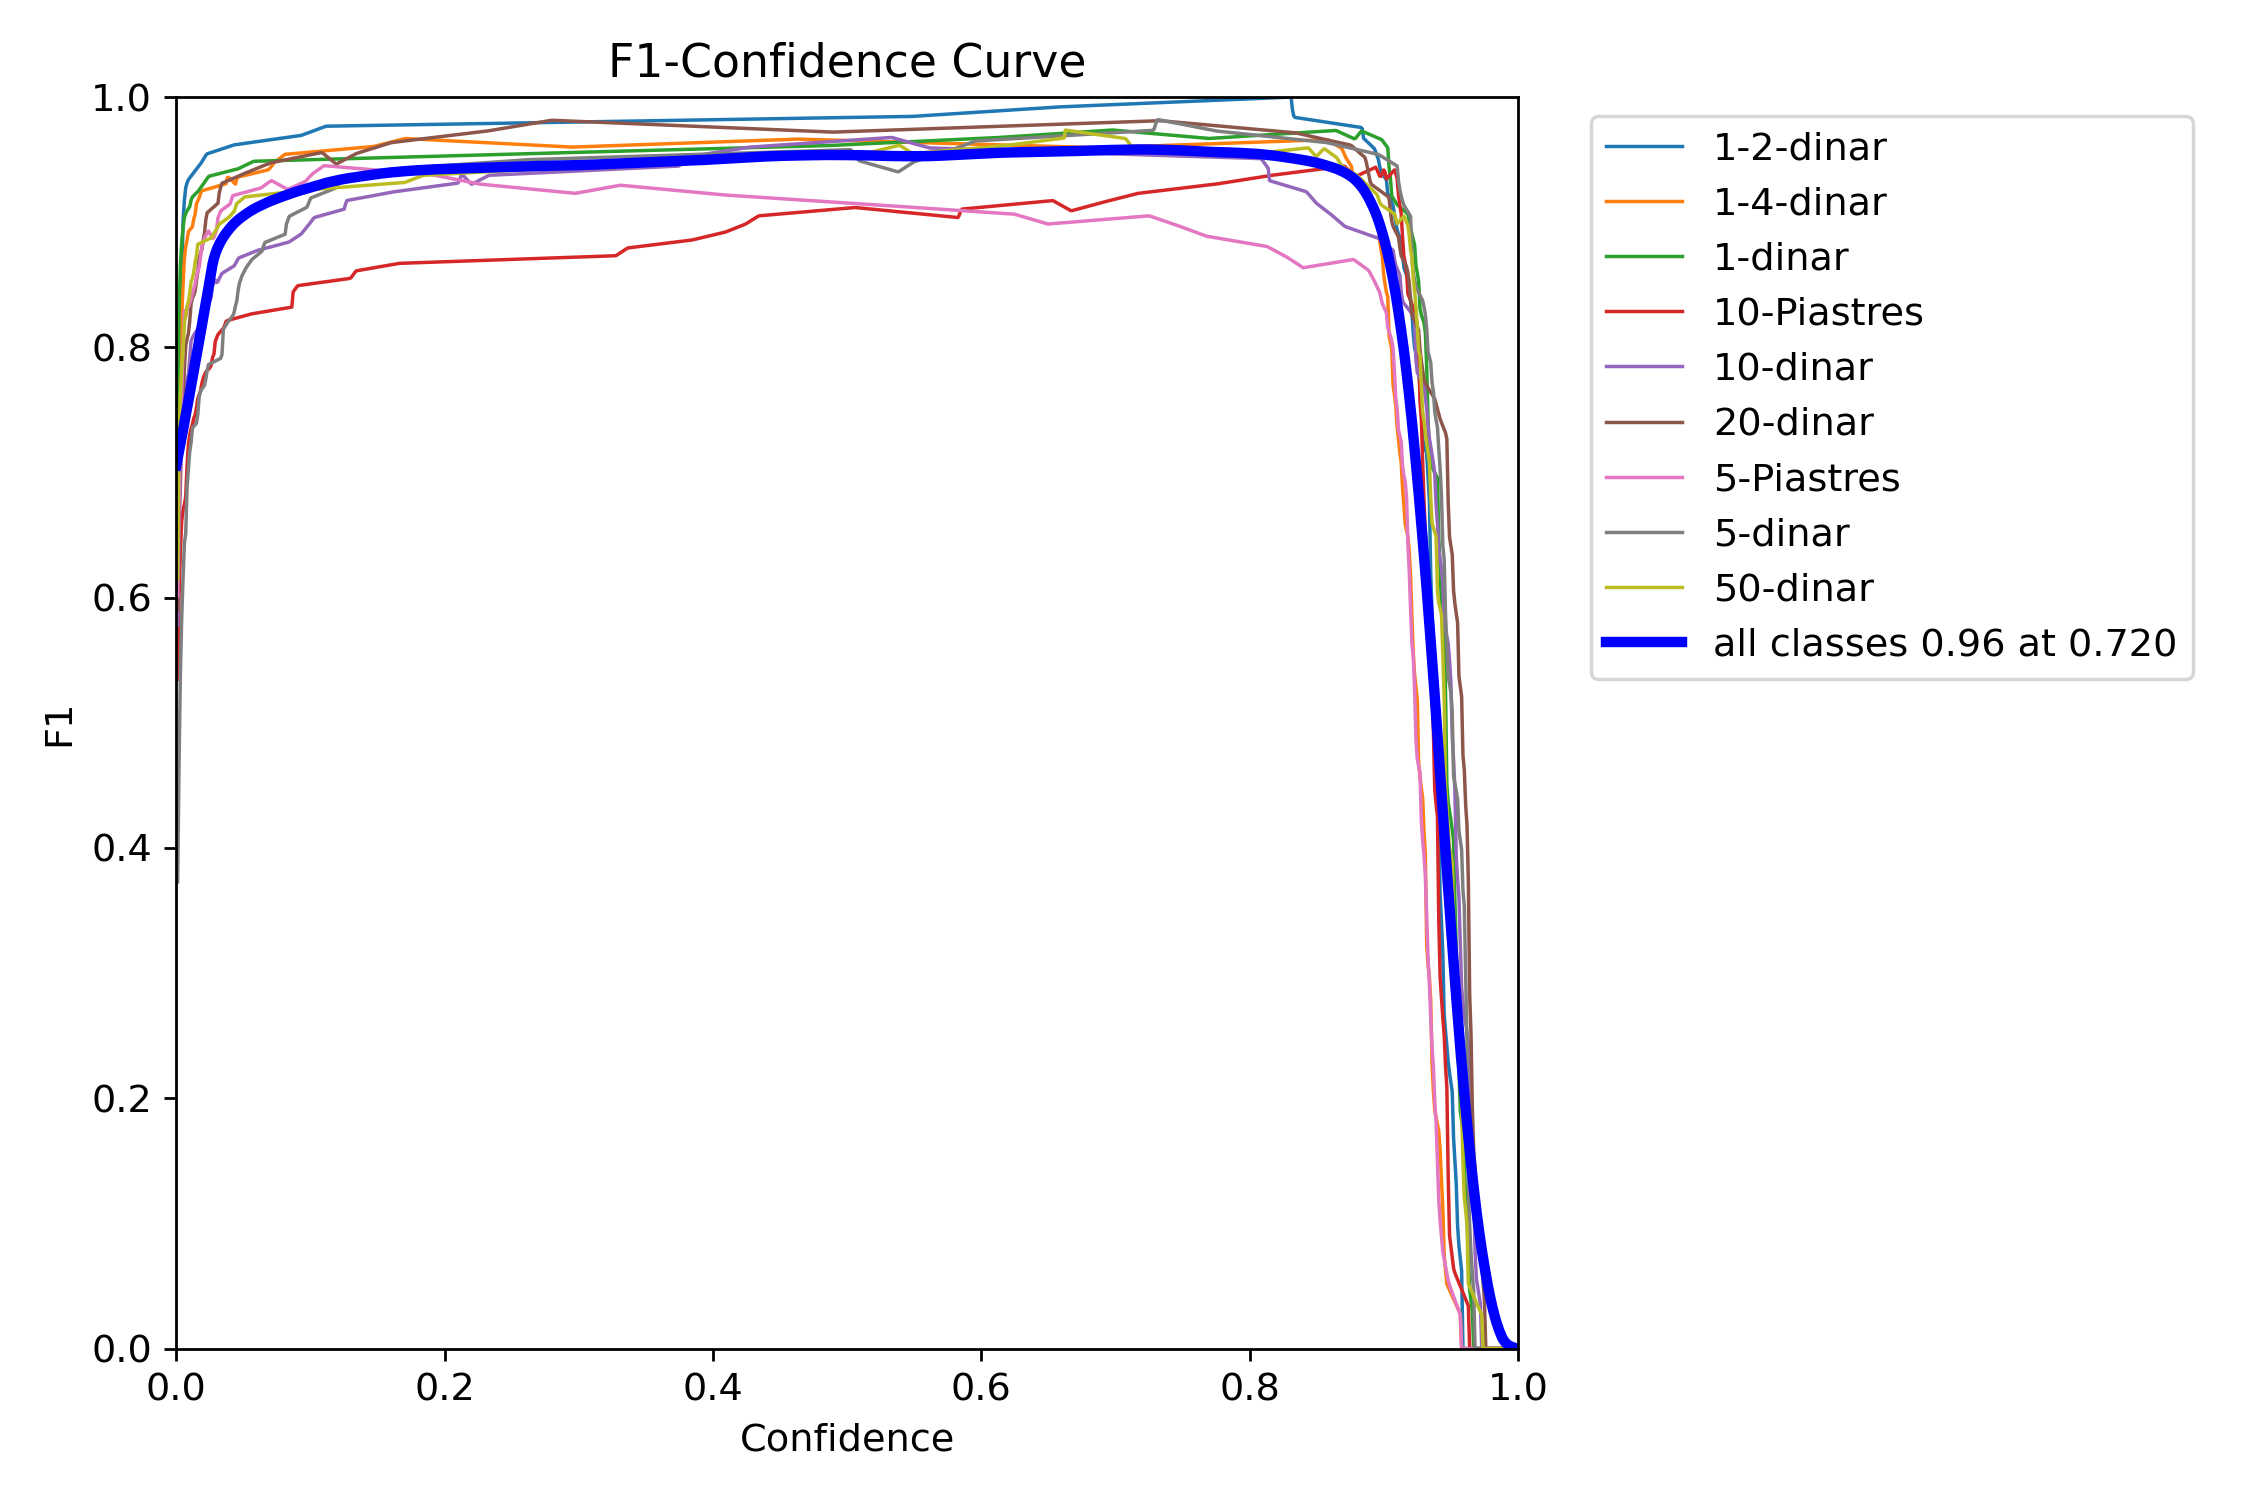 F1-Confidence Curve
1.0
0.8
0.6
0.4
0.2
0.0
F1
0.0 0.2 0.4 0.6 0.8 1.0
Confidence
1-2-dinar
1-4-dinar
1-dinar
10-Piastres
10-dinar
20-dinar
5-Piastres
5-dinar
50-dinar
all classes 0.96 at 0.720